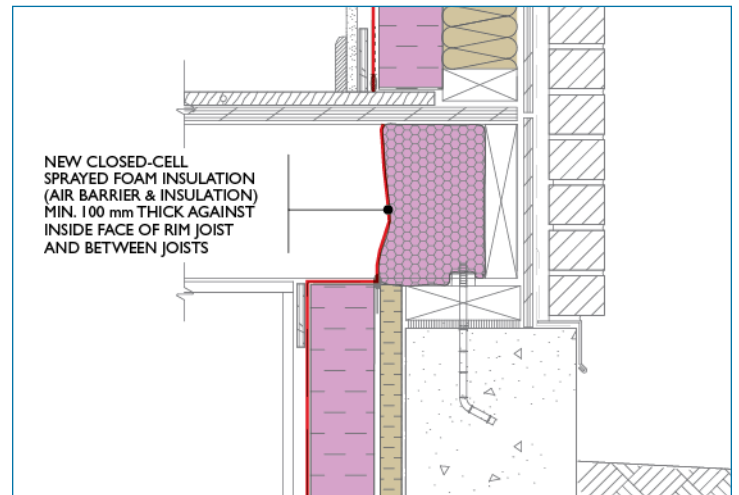 NEW CLOSED-CELL
SPRAYED FOAM INSULATION
(AIR BARRIER & INSULATION)
MIN. 100 mm THICK AGAINST
INSIDE FACE OF RIM JOIST
AND BETWEEN JOISTS